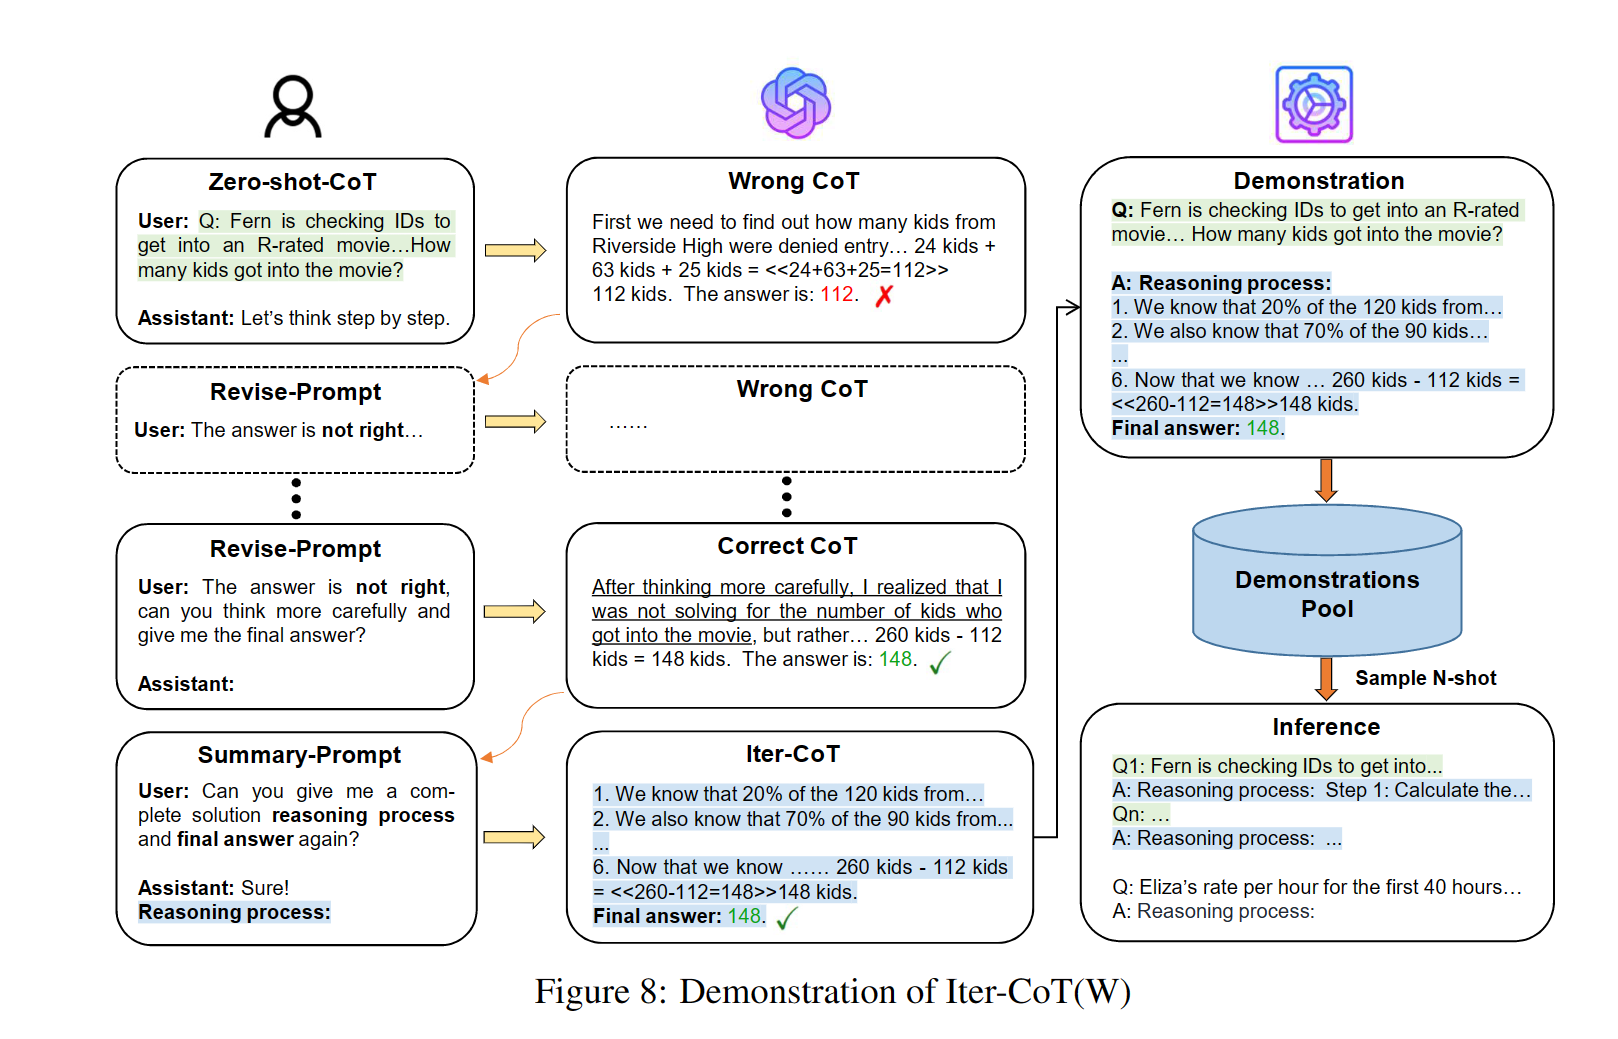 Zero-shot-CoT
User: Q: Fern is checking IDs to
get into an R-rated movie…How
many kids got into the movie?
Assistant: Let’s think step by step.
Wrong CoT
First we need to find out how many kids from
Riverside High were denied entry… 24 kids +
63 kids + 25 kids = <<24+63+25=112>>
112 kids. The answer is: 112. ✗
Revise-Prompt
User: The answer is not right…
Wrong CoT
……
Revise-Prompt
User: The answer is not right,
can you think more carefully and
give me the final answer?
Assistant:
Correct CoT
After thinking more carefully, I realized that I
was not solving for the number of kids who
got into the movie, but rather… 260 kids - 112
kids = 148 kids. The answer is: 148. ✓
Summary-Prompt
User: Can you give me a com-
plete solution reasoning process
and final answer again?
Assistant: Sure!
Reasoning process:
Iter-CoT
1. We know that 20% of the 120 kids from…
2. We also know that 70% of the 90 kids from...
...
6. Now that we know …… 260 kids - 112 kids
= <<260-112=148>>148 kids.
Final answer: 148. ✓
Demonstration
Q: Fern is checking IDs to get into an R-rated
movie… How many kids got into the movie?
A: Reasoning process:
1. We know that 20% of the 120 kids from…
2. We also know that 70% of the 90 kids…
...
6. Now that we know … 260 kids - 112 kids =
<<260-112=148>>148 kids.
Final answer: 148.
Demonstrations
Pool
Sample N-shot
Inference
Q1: Fern is checking IDs to get into...
A: Reasoning process: Step 1: Calculate the…
Qn: …
A: Reasoning process: ...
Q: Eliza’s rate per hour for the first 40 hours…
A: Reasoning process:
Figure 8: Demonstration of Iter-CoT(W)